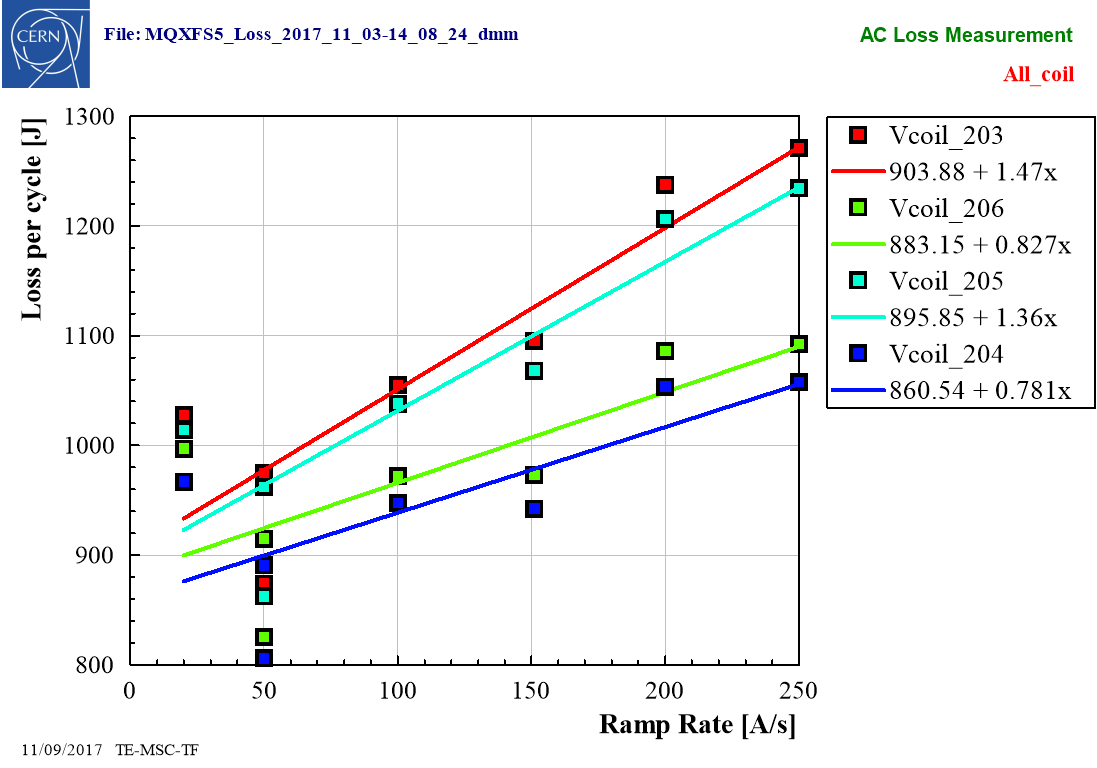 CERN
File: MQXFS5_Loss_2017_11_03-14_08_24_dmm
AC Loss Measurement
All_coil
Loss per cycle [J]
1300
1200
1100
1000
900
800
0
50
100
150
200
250
Ramp Rate [A/s]
Vcoil_203
903.88 + 1.47x
Vcoil_206
883.15 + 0.827x
Vcoil_205
895.85 + 1.36x
Vcoil_204
860.54 + 0.781x
11/09/2017 TE-MSC-TF